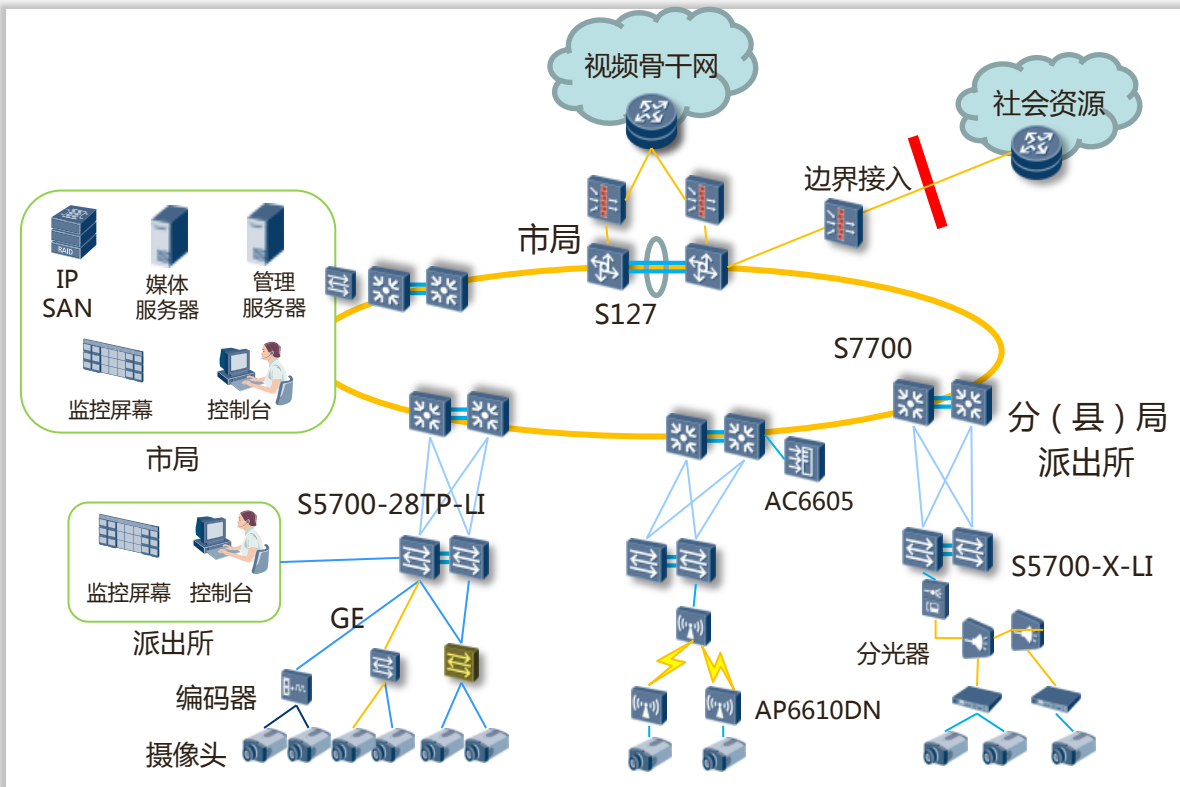 视频骨干网
社会资源
边界接入
市局
IP
SAN
RAID
媒体
服务器
管理
服务器
S127
S7700
监控屏幕
控制台
分（县）局
派出所
市局
AC6605
S5700-28TP-LI
S5700-X-LI
监控屏幕
控制台
GE
派出所
分光器
编码器
AP6610DN
摄像头